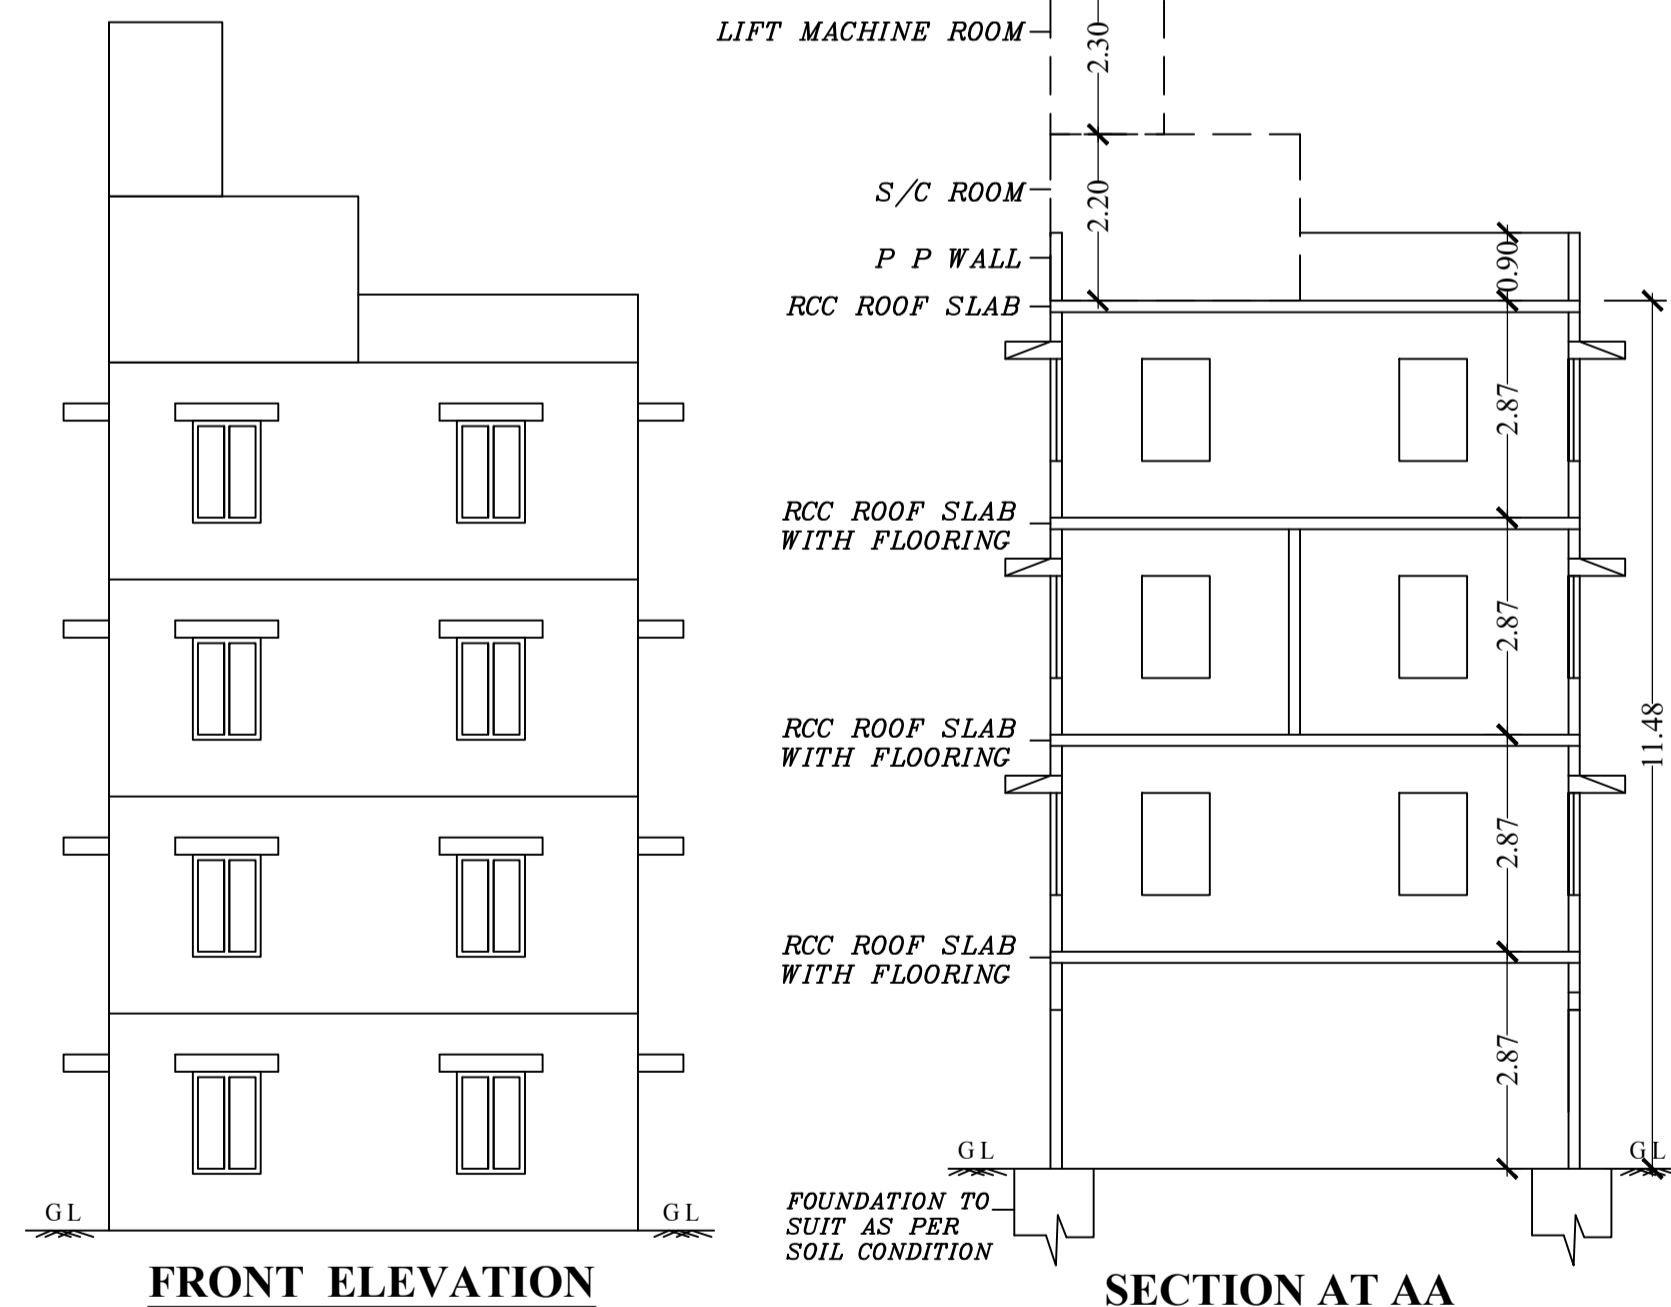 LIFT MACHINE ROOM
2.30
S/C ROOM
2.20
P P WALL
0.90
RCC ROOF SLAB
2.87
RCC ROOF SLAB
WITH FLOORING
2.87
RCC ROOF SLAB
WITH FLOORING
11.48
2.87
RCC ROOF SLAB
WITH FLOORING
2.87
GL
GL
FOUNDATION TO
SUIT AS PER
SOIL CONDITION
GL
GL
FRONT ELEVATION
SECTION AT AA